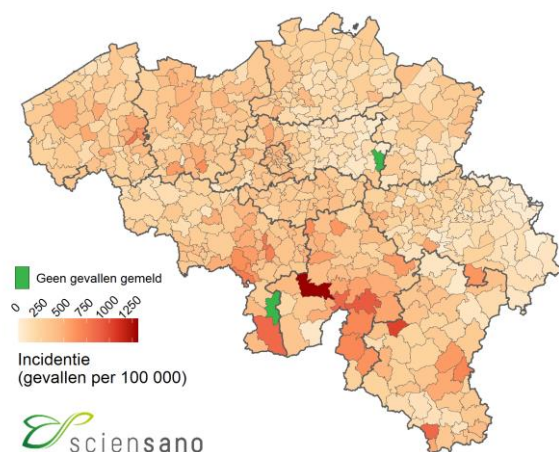 Geen gevallen gemeld
0 250 500 750 1000 1250
Incidentie
(gevallen per 100 000)
sciensano